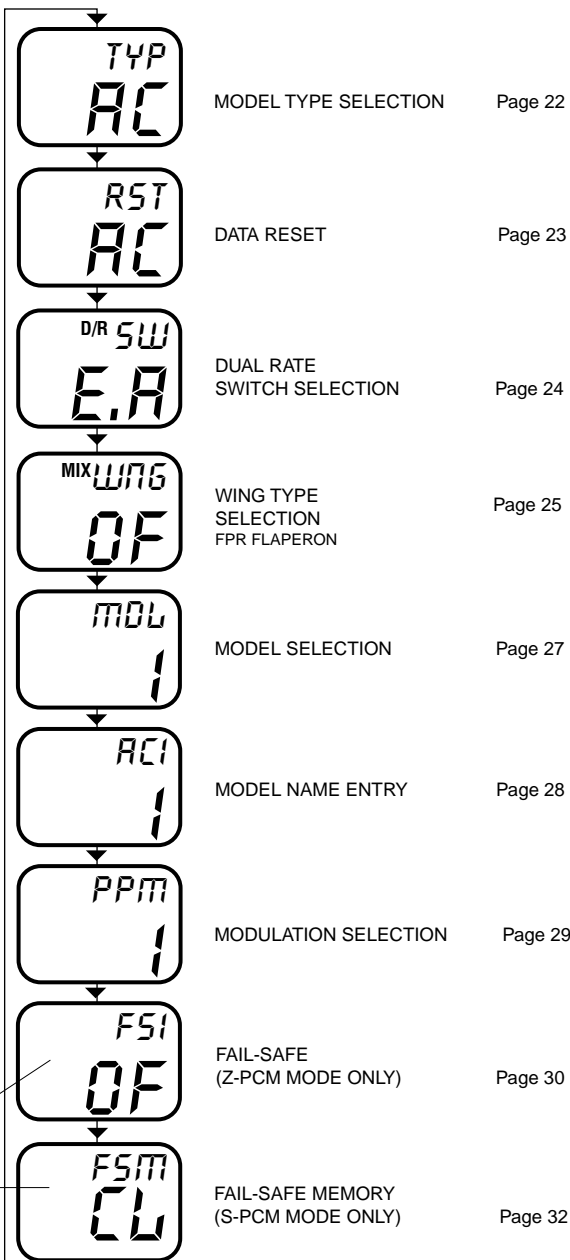 TYP
AC
MODEL TYPE SELECTION Page 22
RST
AC
DATA RESET Page 23
D/R SW
E.A
DUAL RATE
SWITCH SELECTION Page 24
MIX WNG
OF
WING TYPE
SELECTION Page 25
FPR FLAPERON
MDL
1
MODEL SELECTION Page 27
AC1
1
MODEL NAME ENTRY Page 28
PPM
1
MODULATION SELECTION Page 29
FS1
OF
FAIL-SAFE
(Z-PCM MODE ONLY) Page 30
FSM
CL
FAIL-SAFE MEMORY
(S-PCM MODE ONLY) Page 32